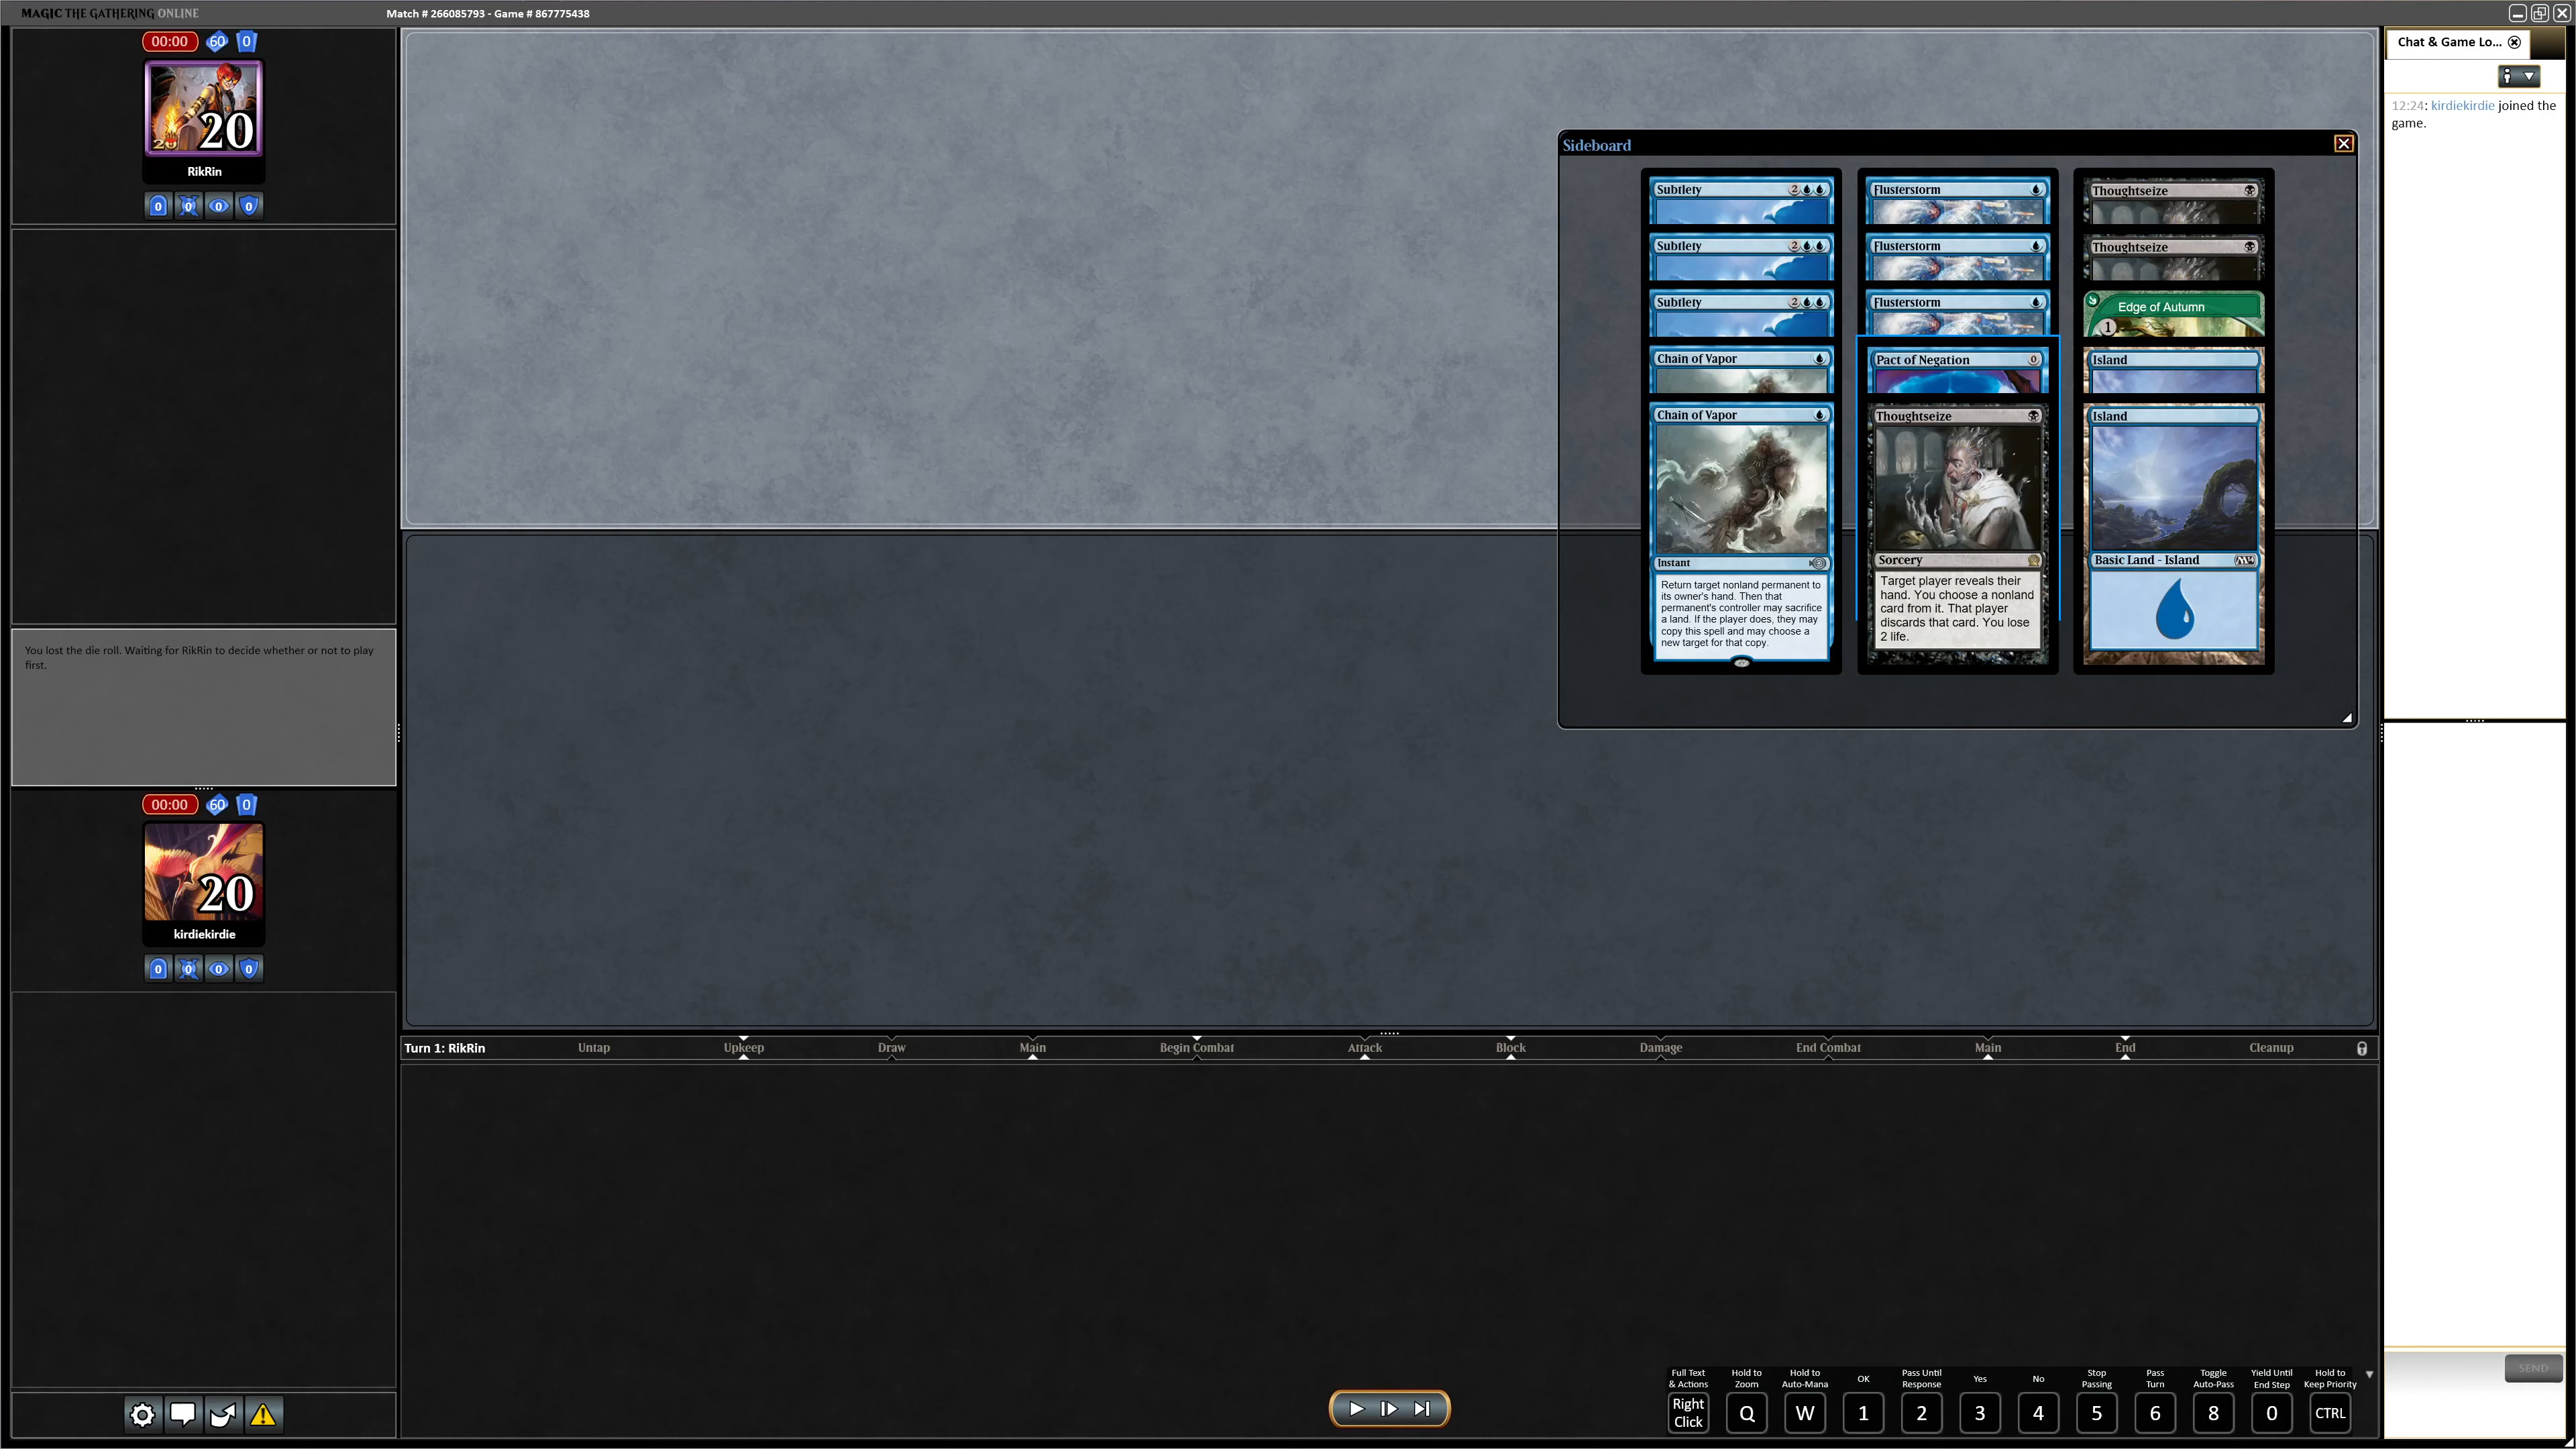 MAGIC THE GATHERING ONLINE
Match # 266085793 - Game # 867775438
00:00 60 0
20
20
RikRin
0 0 0 0
You lost the die roll. Waiting for RikRin to decide whether or not to play
first.
00:00 60 0
20
kirdiekirdie
0 0 0 0
Sideboard
Subtlety 2
Subtlety 2
Subtlety 2
Chain of Vapor
Chain of Vapor
Instant
Return target nonland permanent to
its owner's hand. Then that
permanent's controller may sacrifice
a land. If the player does, they may
copy this spell and may choose a
new target for that copy.
Flusterstorm
Flusterstorm
Flusterstorm
Pact of Negation 0
Thoughtseize
Sorcery
Target player reveals their
hand. You choose a nonland
card from it. That player
discards that card. You lose
2 life.
Thoughtseize
Thoughtseize
Edge of Autumn
1
Island
Island
Basic Land - Island M14
Turn 1: RikRin Untap Upkeep Draw Main Begin Combat Attack Block Damage End Combat Main End Cleanup
Full Text
& Actions
Right
Click
Hold to
Zoom
Q
Hold to
Auto-Mana
W
OK
1
Pass Until
Response
2
Yes
3
No
4
Stop
Passing
5
Pass
Turn
6
Toggle
Auto-Pass
8
Yield Until
End Step
0
Hold to
Keep Priority
CTRL
Chat & Game Lo...
12:24: kirdiekirdie joined the
game.
SEND